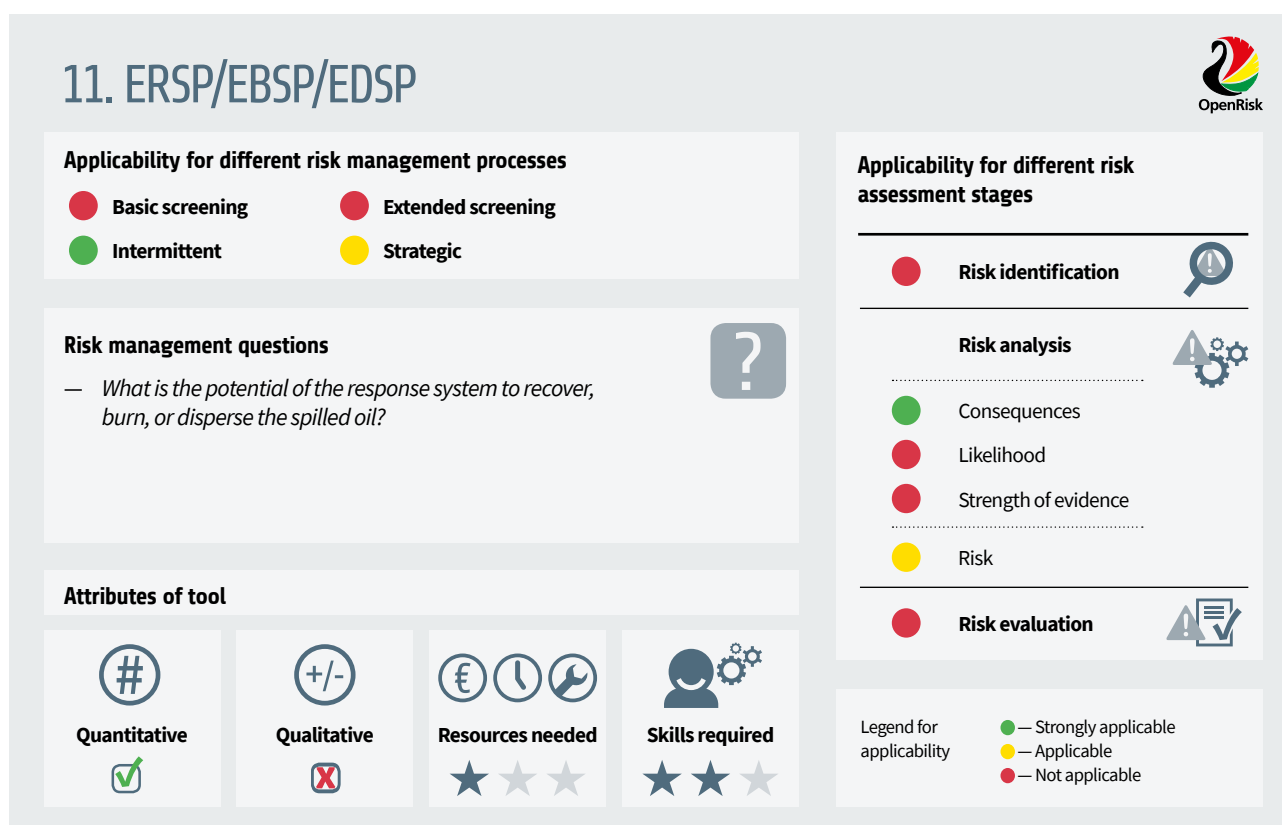 11. ERSP/EBSP/EDSP
OpenRisk
Applicability for different risk management processes
Basic screening
Extended screening
Intermittent
Strategic
Risk management questions
— What is the potential of the response system to recover,
burn, or disperse the spilled oil?
?
Attributes of tool
#
Quantitative
+/-
Qualitative
€
Resources needed
Skills required
Applicability for different risk
assessment stages
Risk identification
Risk analysis
Consequences
Likelihood
Strength of evidence
Risk
Risk evaluation
Legend for
applicability
— Strongly applicable
— Applicable
— Not applicable